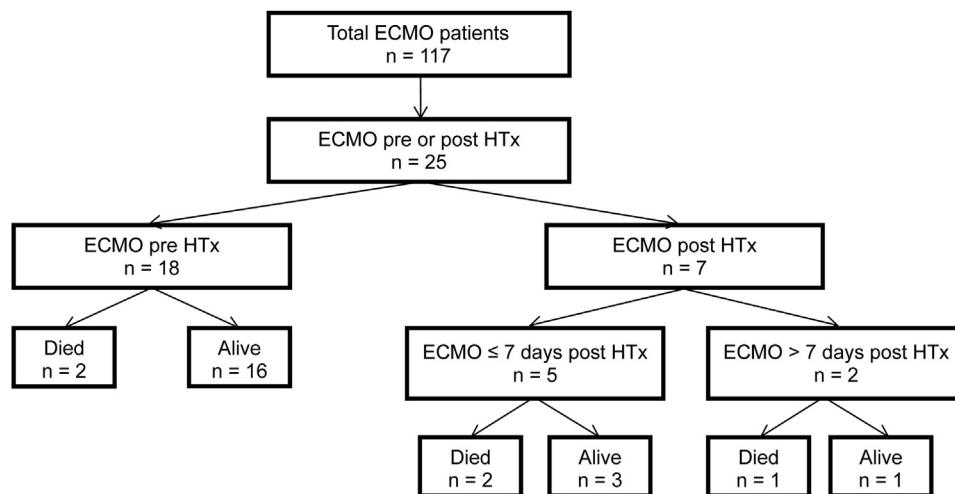 Total ECMO patients
n = 117
ECMO pre or post HTx
n = 25
ECMO pre HTx
n = 18
ECMO post HTx
n = 7
Died
n = 2
Alive
n = 16
ECMO ≤ 7 days post HTx
n = 5
ECMO > 7 days post HTx
n = 2
Died
n = 2
Alive
n = 3
Died
n = 1
Alive
n = 1